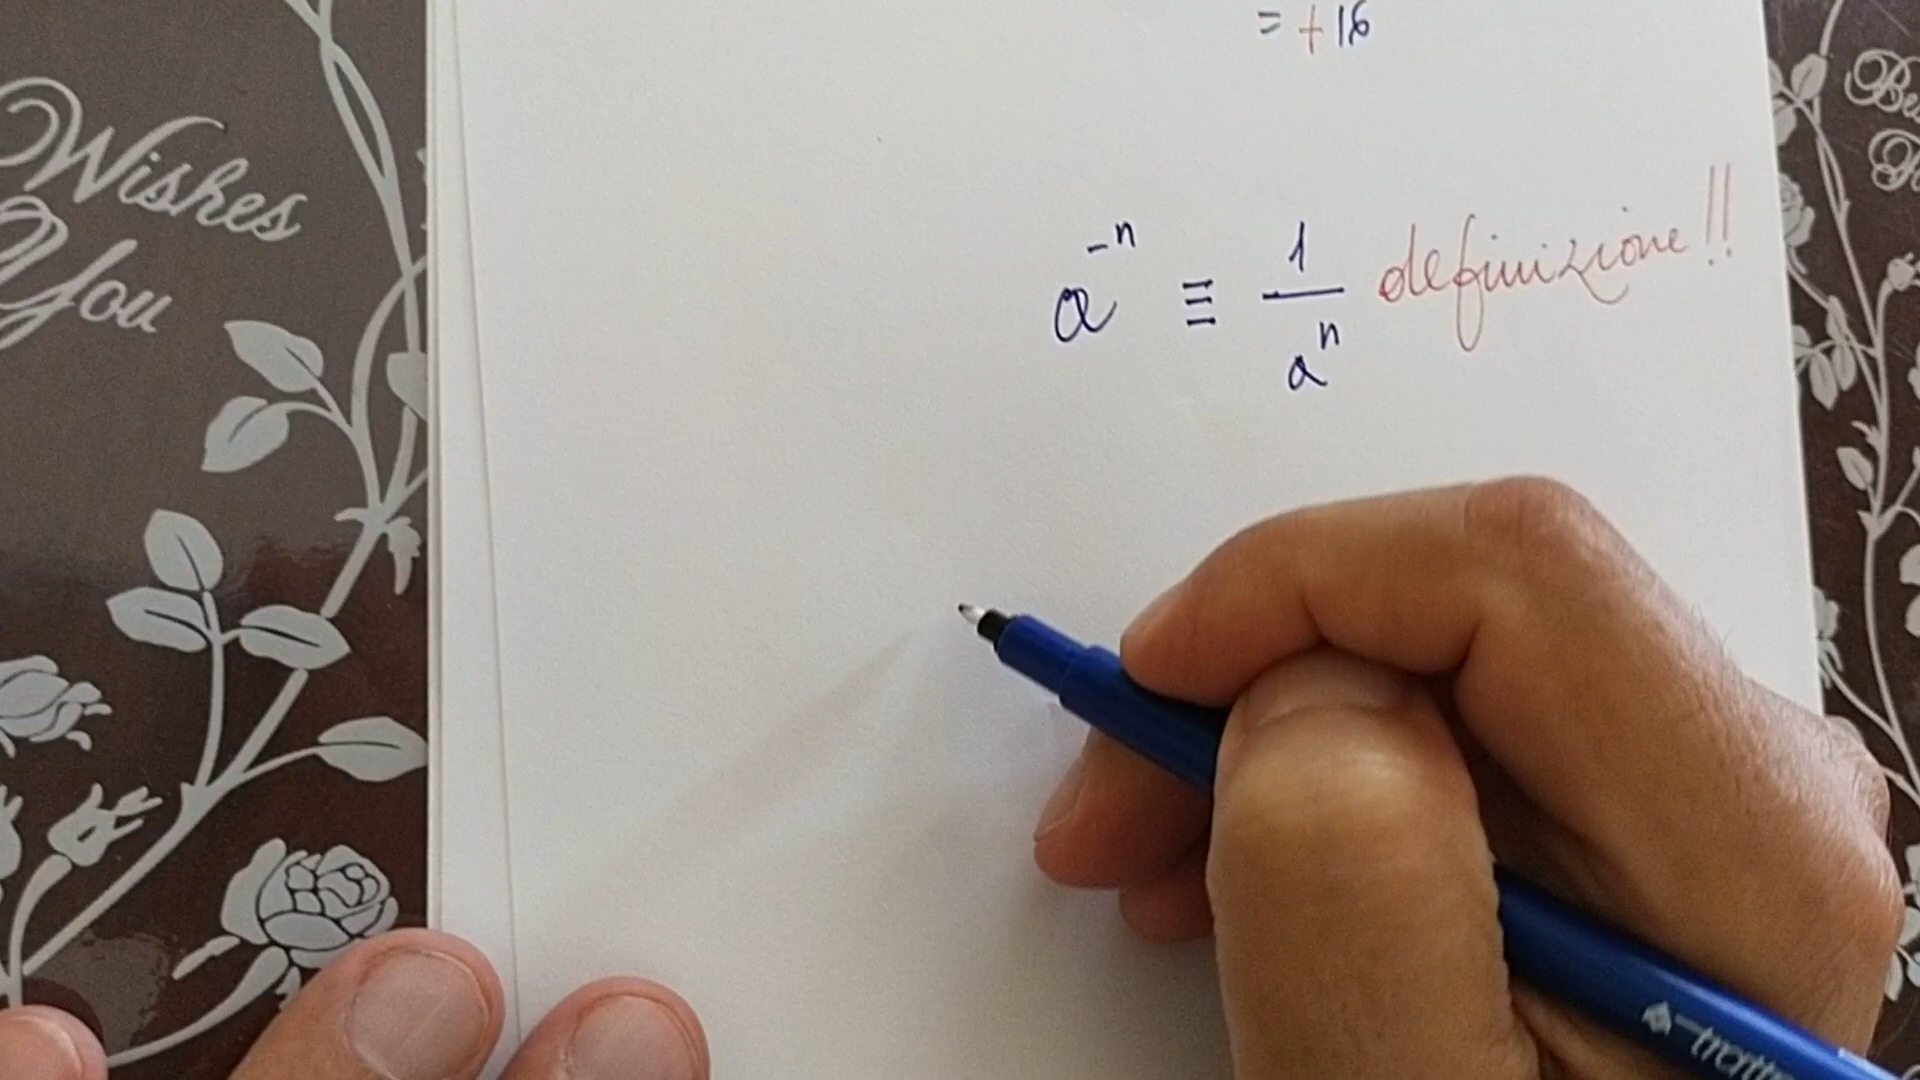 = +16
a⁻ⁿ ≡ 1/aⁿ definizione!!
Wishes
You